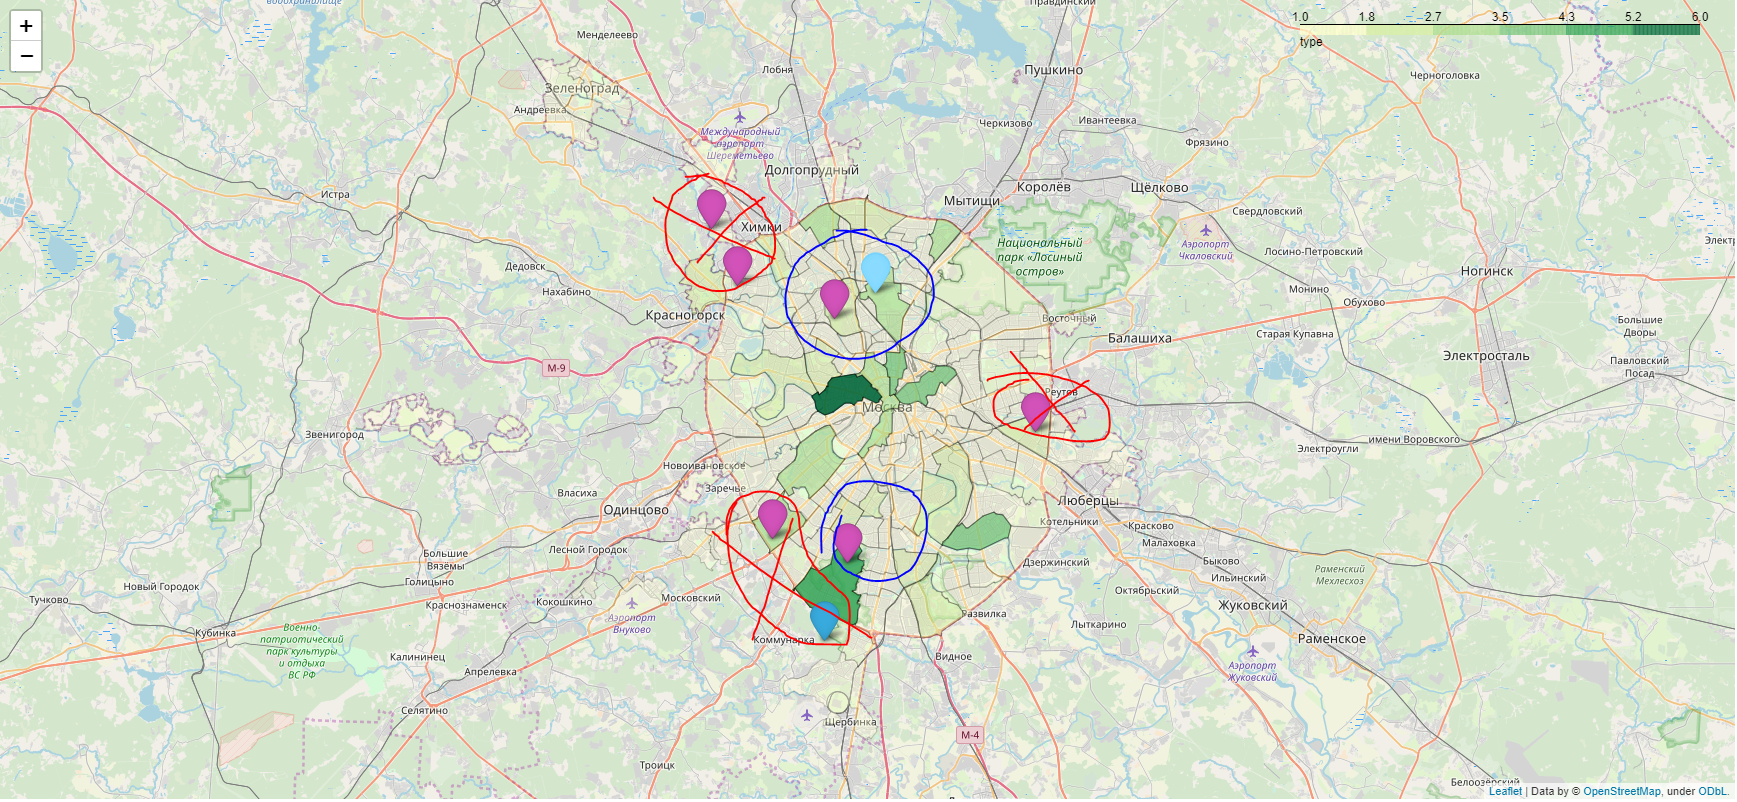 +
−
водохранилище
Правдинский
1.0 1.8 2.7 3.5 4.3 5.2 6.0
type
Менделеево
Лобня
Пушкино
Черноголовка
Зеленоград
Андреевка
Черкизово
Ивантеевка
Международный
аэропорт
Шереметьево
Фрязино
Долгопрудный
Королёв
Щёлково
Истра
Мытищи
Свердловский
Химки
Национальный
парк «Лосиный
остров»
Аэропорт
Чкаловский
Лосино-Петровский
Дедовск
Ногинск
Нахабино
Монино
Обухово
Красногорск
Восточный
Старая Купавна
Большие
Дворы
Балашиха
Электросталь
Павловский
Посад
М-9
Реутов
Москва
Звенигород
имени Воровского
Электроугли
Новоивановское
Власиха
Заречье
Одинцово
Люберцы
Котельники
Красково
Малаховка
Лесной Городок
Большие
Вяземы
Голицыно
Дзержинский
Быково
Ильинский
Раменский
Мехлесхоз
Новый Городок
Октябрьский
Тучково
Краснознаменск
Кокошкино
Московский
Жуковский
Аэропорт
Внуково
Развилка
Лыткарино
Кубинка
Военно-
патриотический
парк культуры
и отдыха
ВС РФ
Коммунарка
Раменское
Калининец
Видное
Апрелевка
Аэропорт
Жуковский
Селятино
Щербинка
М-4
Троицк
Белоозёрский
Leaflet | Data by © OpenStreetMap, under ODbL.